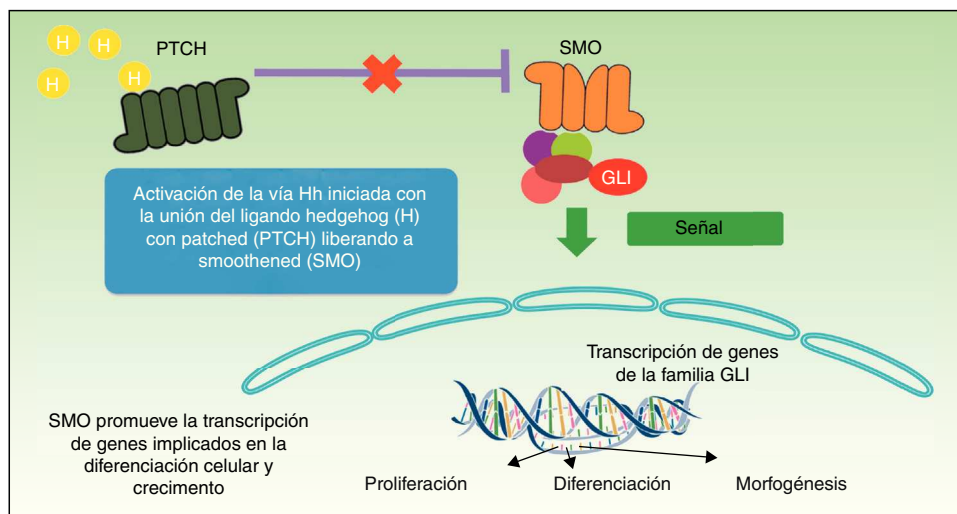 H
H
H
H
PTCH
SMO
GLI
Activación de la vía Hh iniciada con
la unión del ligando hedgehog (H)
con patched (PTCH) liberando a
smoothened (SMO)
Señal
Transcripción de genes
de la familia GLI
SMO promueve la transcripción
de genes implicados en la
diferenciación celular y
crecimento
Proliferación
Diferenciación
Morfogénesis